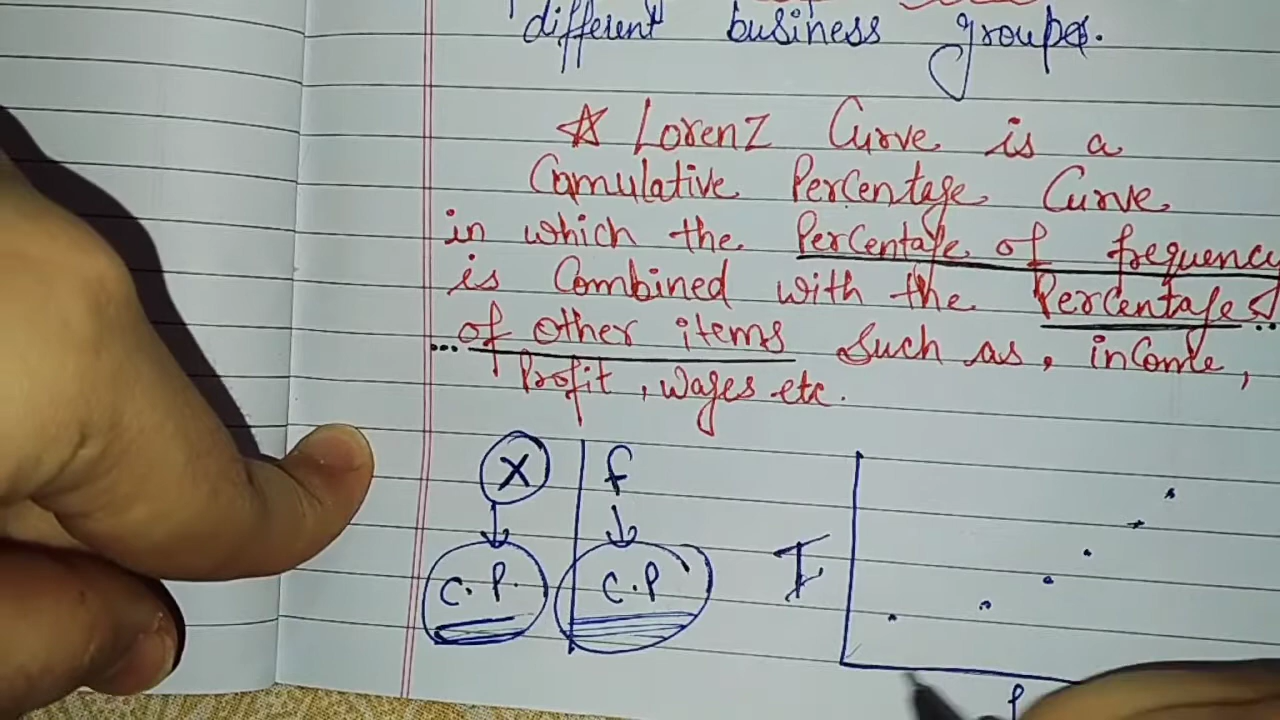 different business groups.
☆ Lorenz Curve is a
Camulative Percentage Curve
in which the Percentage of frequency
is Combined with the Percentages
... of other items Such as, income,
Profit, wages etc.
X f
C.P. C.P
I
f